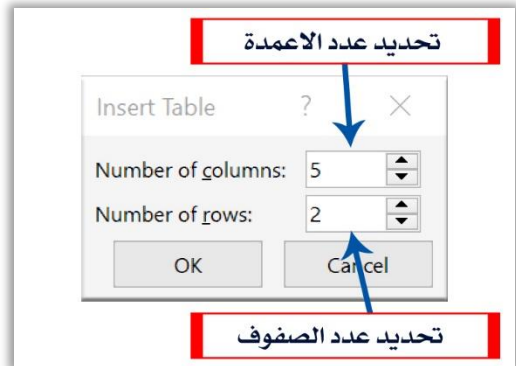 تحديد عدد الاعمدة
Insert Table ? ×
Number of columns: 5
Number of rows: 2
OK Cancel
تحديد عدد الصفوف